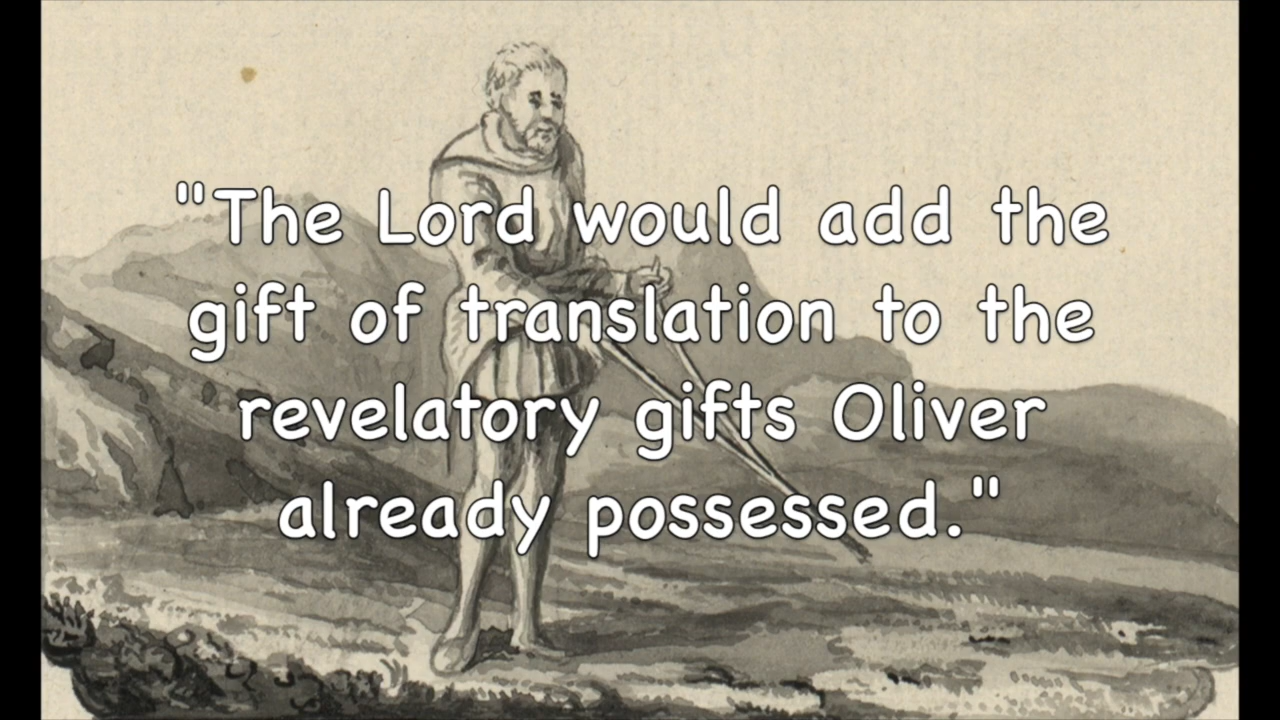 "The Lord would add the
gift of translation to the
revelatory gifts Oliver
already possessed."